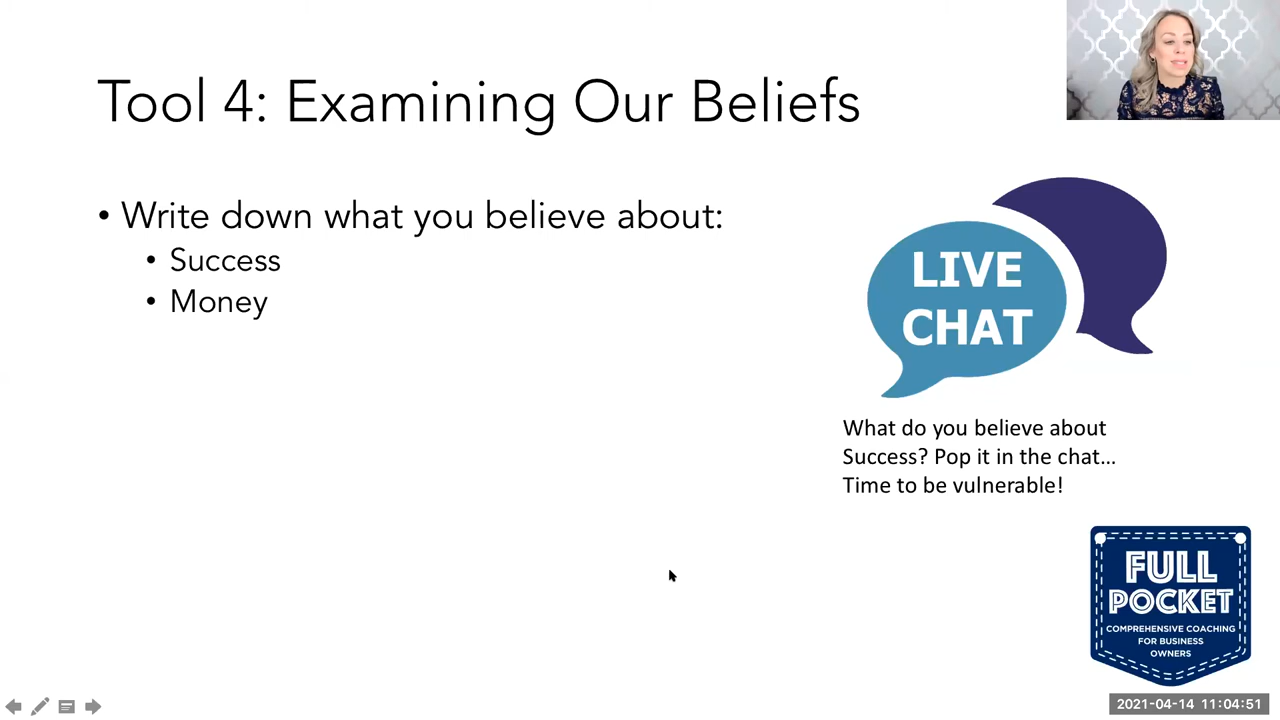 Tool 4: Examining Our Beliefs
• Write down what you believe about:
• Success
• Money
LIVE
CHAT
What do you believe about
Success? Pop it in the chat...
Time to be vulnerable!
FULL
POCKET
COMPREHENSIVE COACHING
FOR BUSINESS
OWNERS
2021-04-14 11:04:51